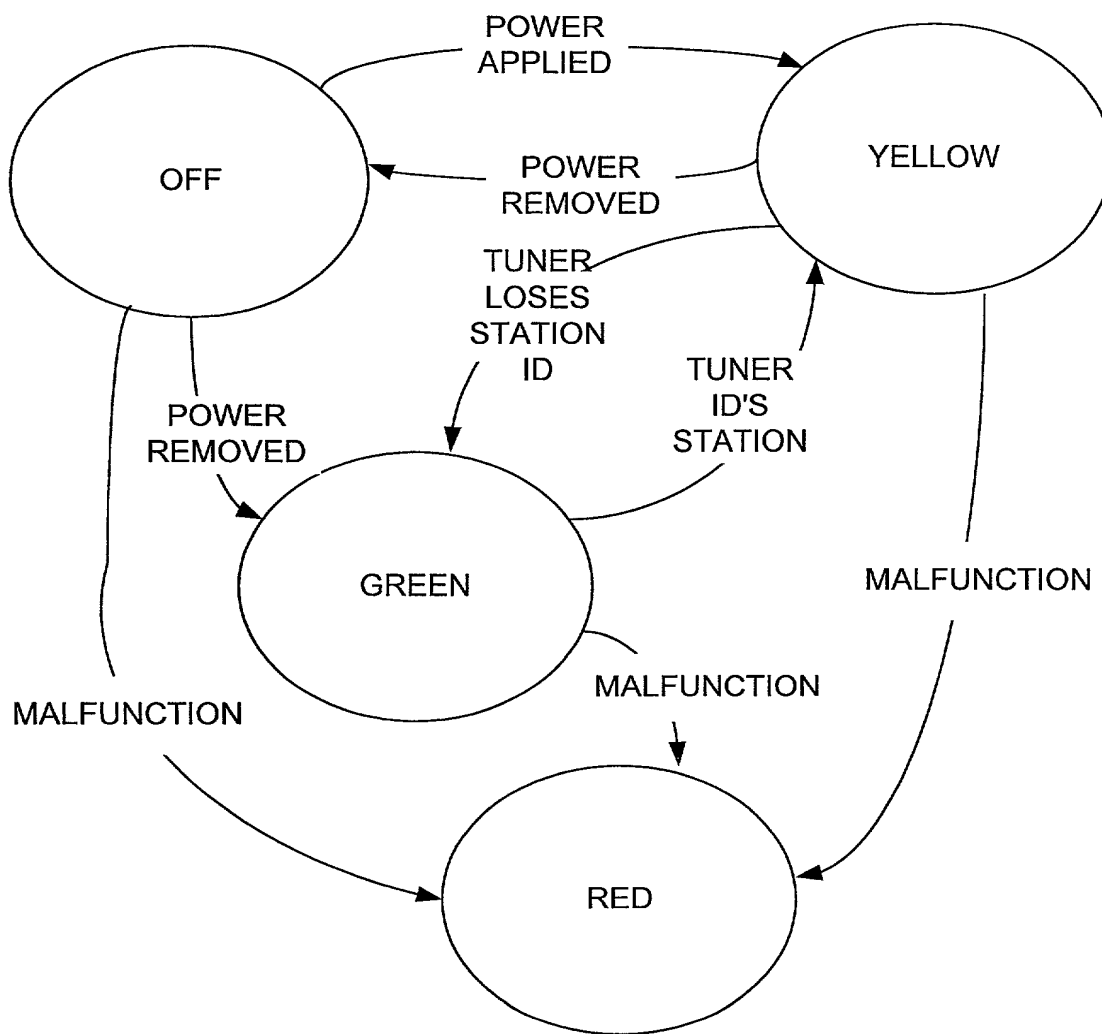 POWER
APPLIED
OFF
YELLOW
POWER
REMOVED
TUNER
LOSES
STATION
ID
TUNER
ID'S
STATION
POWER
REMOVED
GREEN
MALFUNCTION
MALFUNCTION
MALFUNCTION
RED